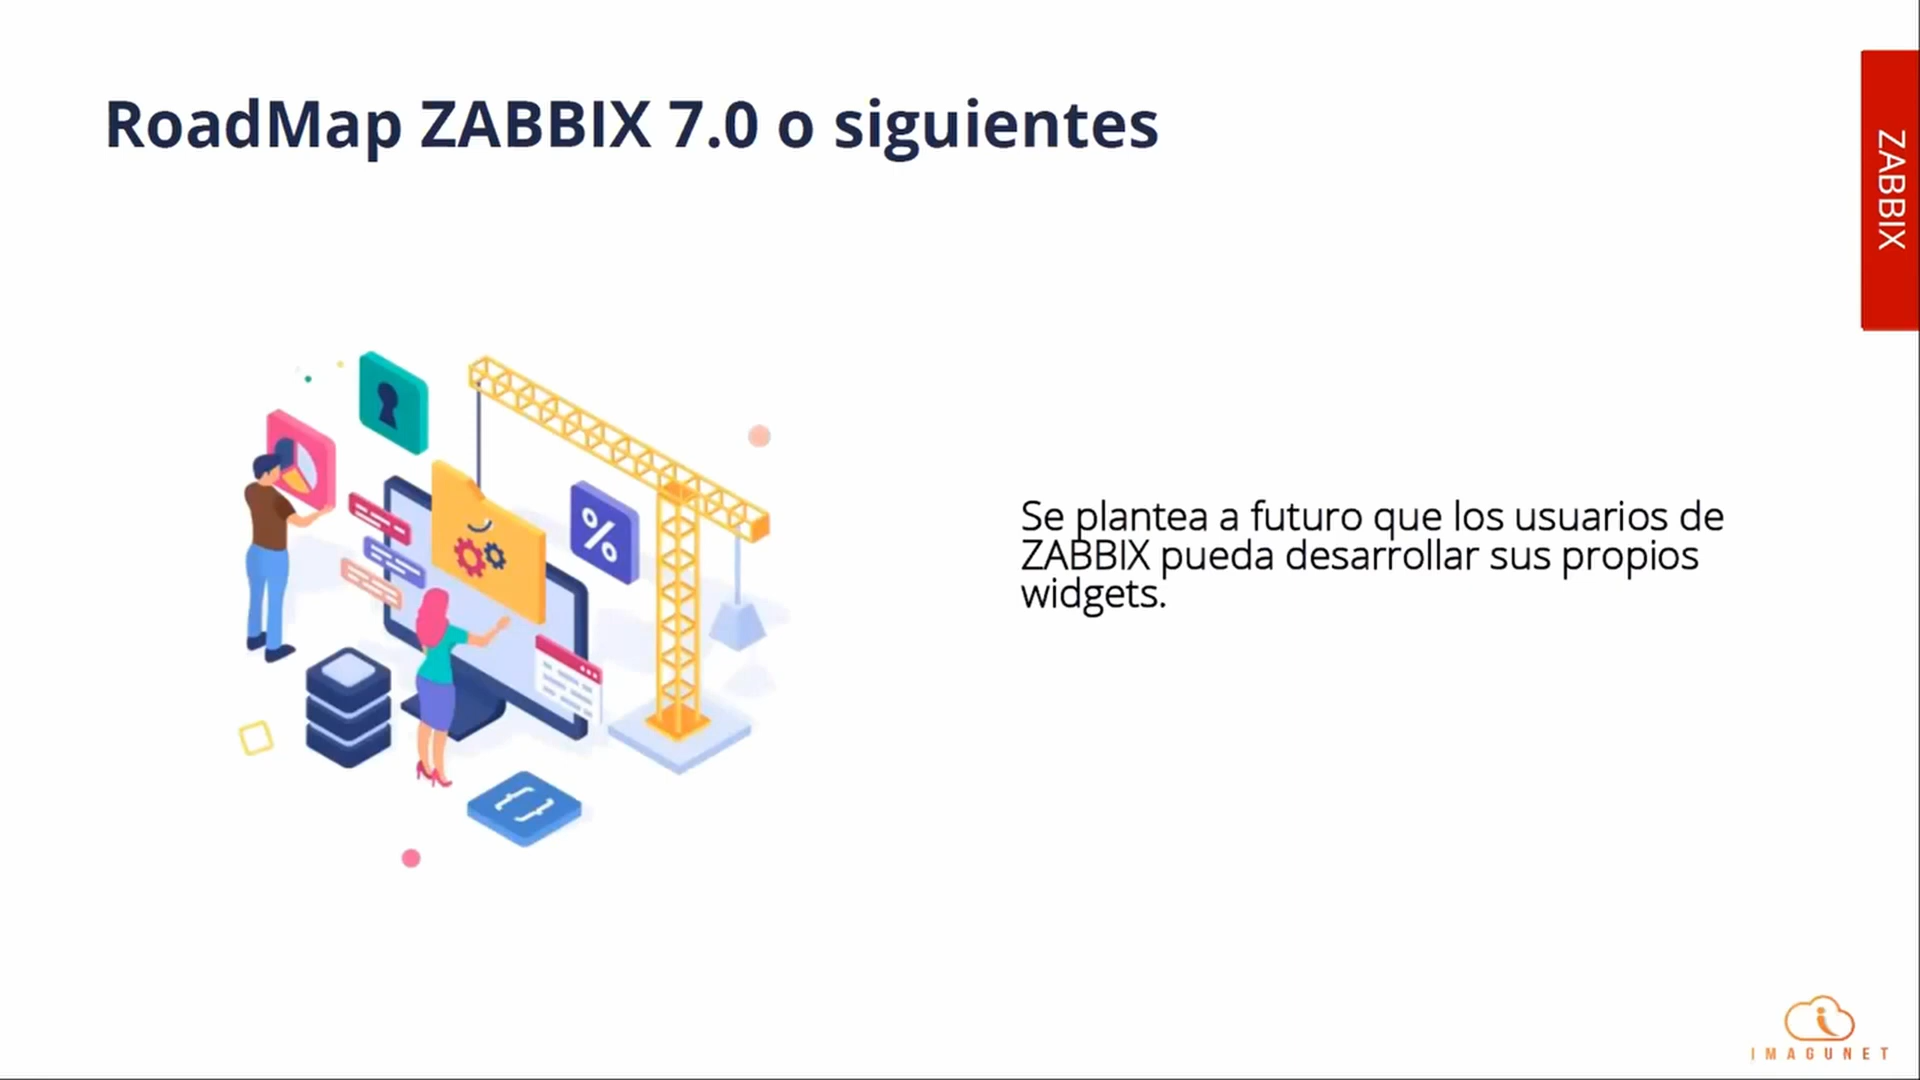 RoadMap ZABBIX 7.0 o siguientes
ZABBIX
%
Se plantea a futuro que los usuarios de
ZABBIX pueda desarrollar sus propios
widgets.
{}
IMAGUNET